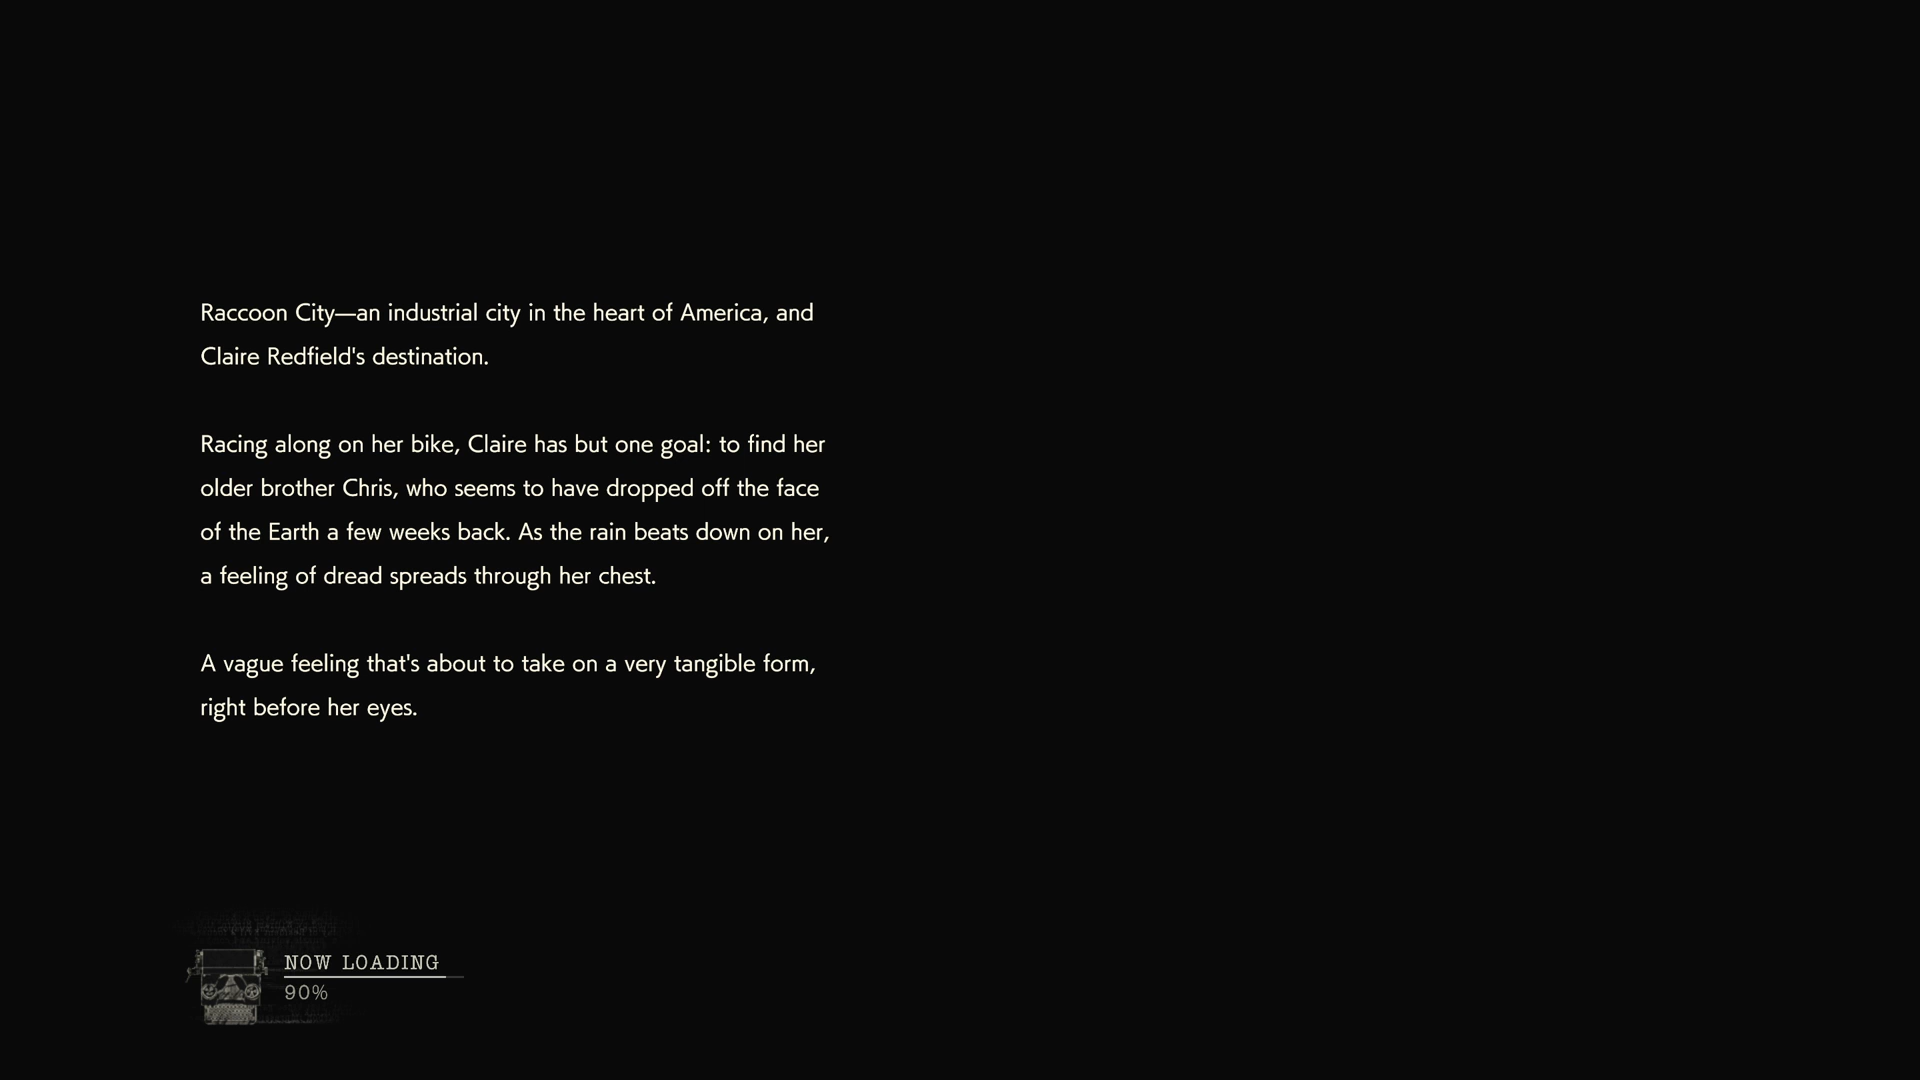 Raccoon City—an industrial city in the heart of America, and
Claire Redfield's destination.
Racing along on her bike, Claire has but one goal: to find her
older brother Chris, who seems to have dropped off the face
of the Earth a few weeks back. As the rain beats down on her,
a feeling of dread spreads through her chest.
A vague feeling that's about to take on a very tangible form,
right before her eyes.
NOW LOADING
90%